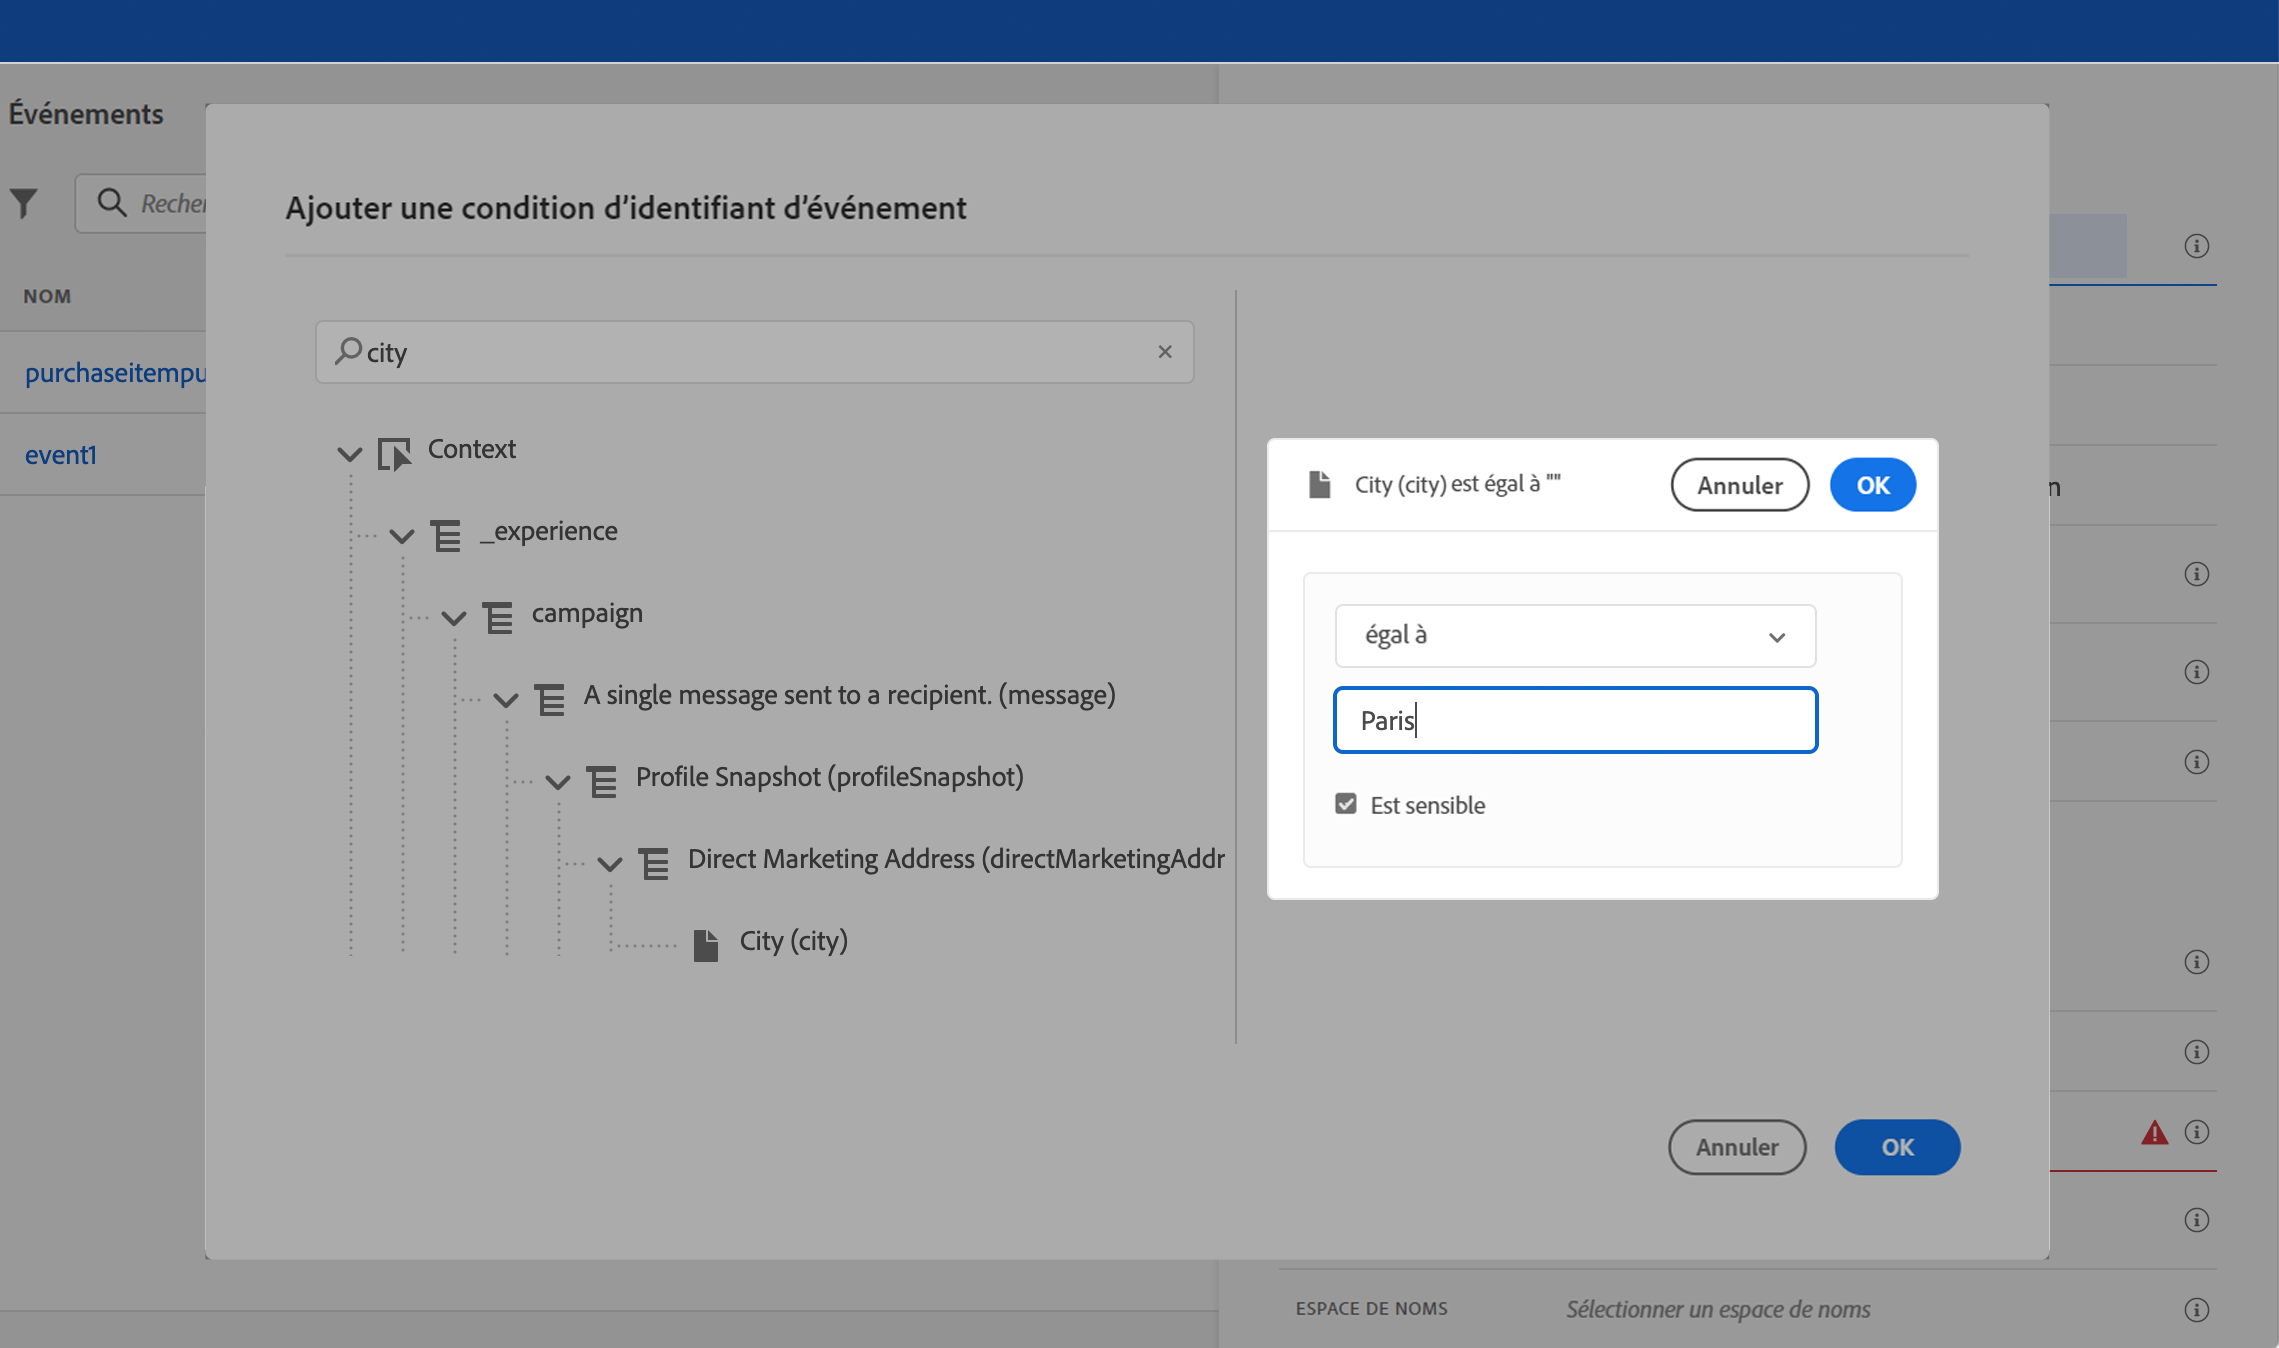 Événements
Ajouter une condition d’identifiant d’événement
NOM
city
purchaseitempu
event1
Context
_experience
campaign
A single message sent to a recipient. (message)
Profile Snapshot (profileSnapshot)
Direct Marketing Address (directMarketingAddr
City (city)
City (city) est égal à ""
Annuler
OK
égal à
Paris
Est sensible
Annuler
OK
ESPACE DE NOMS
Sélectionner un espace de noms